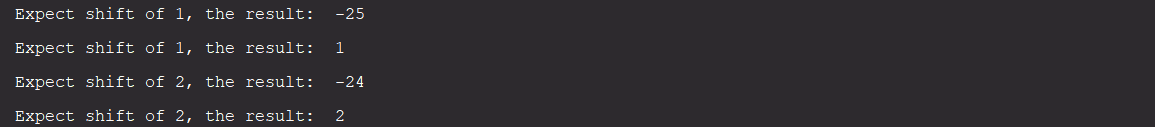 Expect shift of 1, the result:  -25
Expect shift of 1, the result:  1
Expect shift of 2, the result:  -24
Expect shift of 2, the result:  2